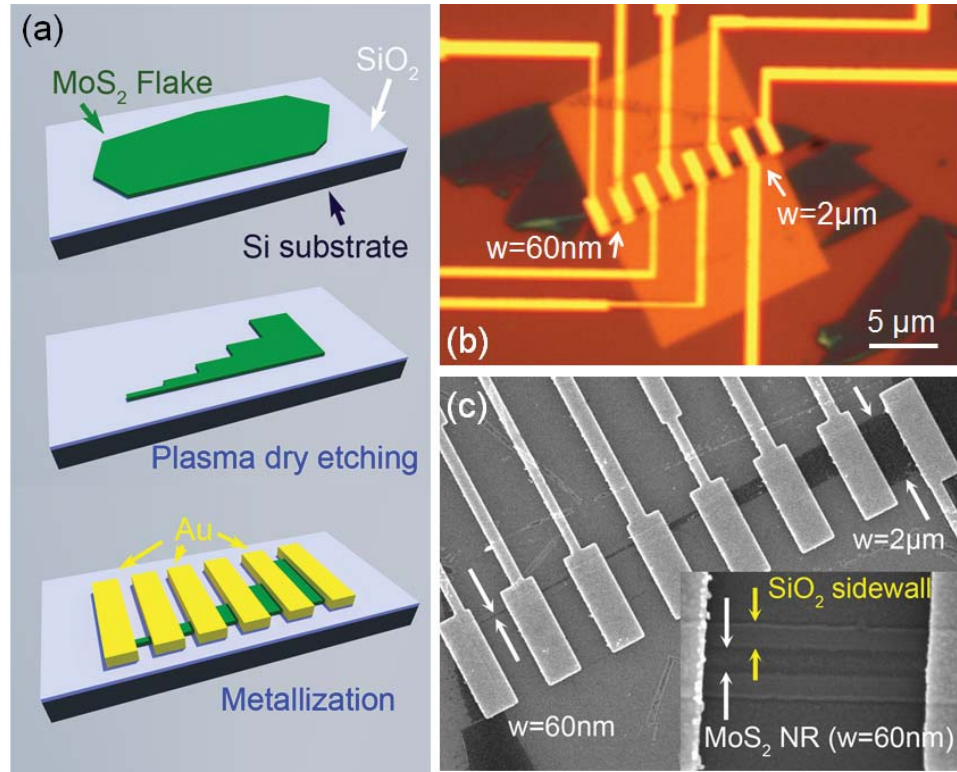 (a)
MoS₂ Flake
SiO₂
Si substrate
Plasma dry etching
Au
Metallization
w=60nm
w=2μm
5 μm
(b)
(c)
w=2μm
w=60nm
SiO₂ sidewall
MoS₂ NR (w=60nm)